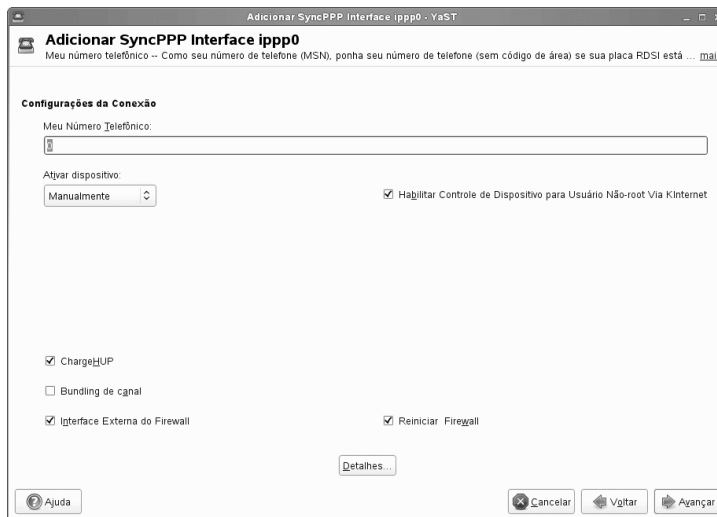 Adicionar SyncPPP Interface ippp0 - YaST
Adicionar SyncPPP Interface ippp0
Meu número telefônico -- Como seu número de telefone (MSN), ponha seu número de telefone (sem código de área) se sua placa RDSI está ... mai
Configurações da Conexão
Meu Número Telefônico:
0
Ativar dispositivo:
Manualmente
Habilitar Controle de Dispositivo para Usuário Não-root Via KInternet
ChargeHUP
Bundling de canal
Interface Externa do Firewall
Reiniciar Firewall
Detalhes...
Ajuda
Cancelar
Voltar
Avançar